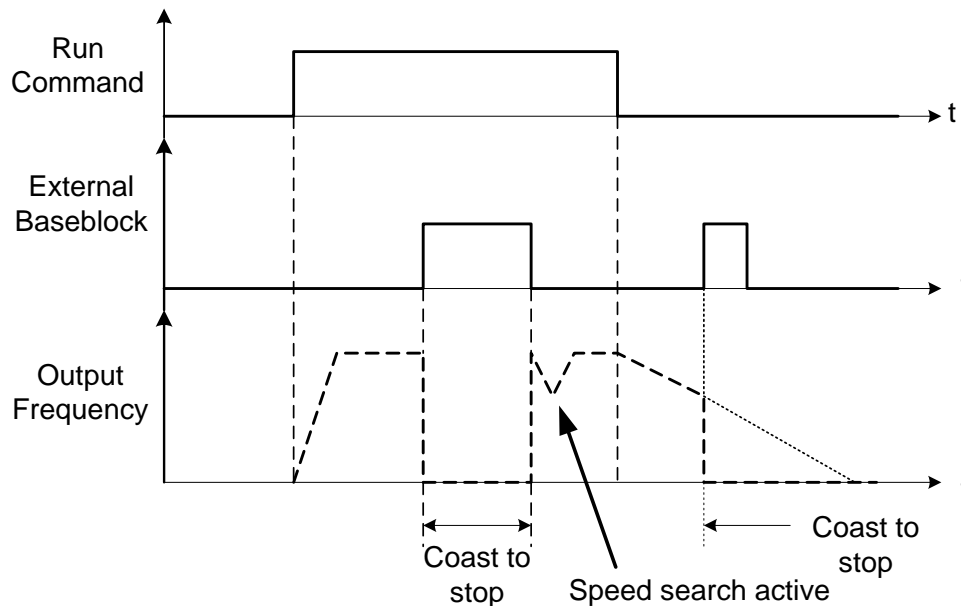 Run
Command
t
External
Baseblock
Output
Frequency
Coast to
stop
Speed search active
Coast to
stop